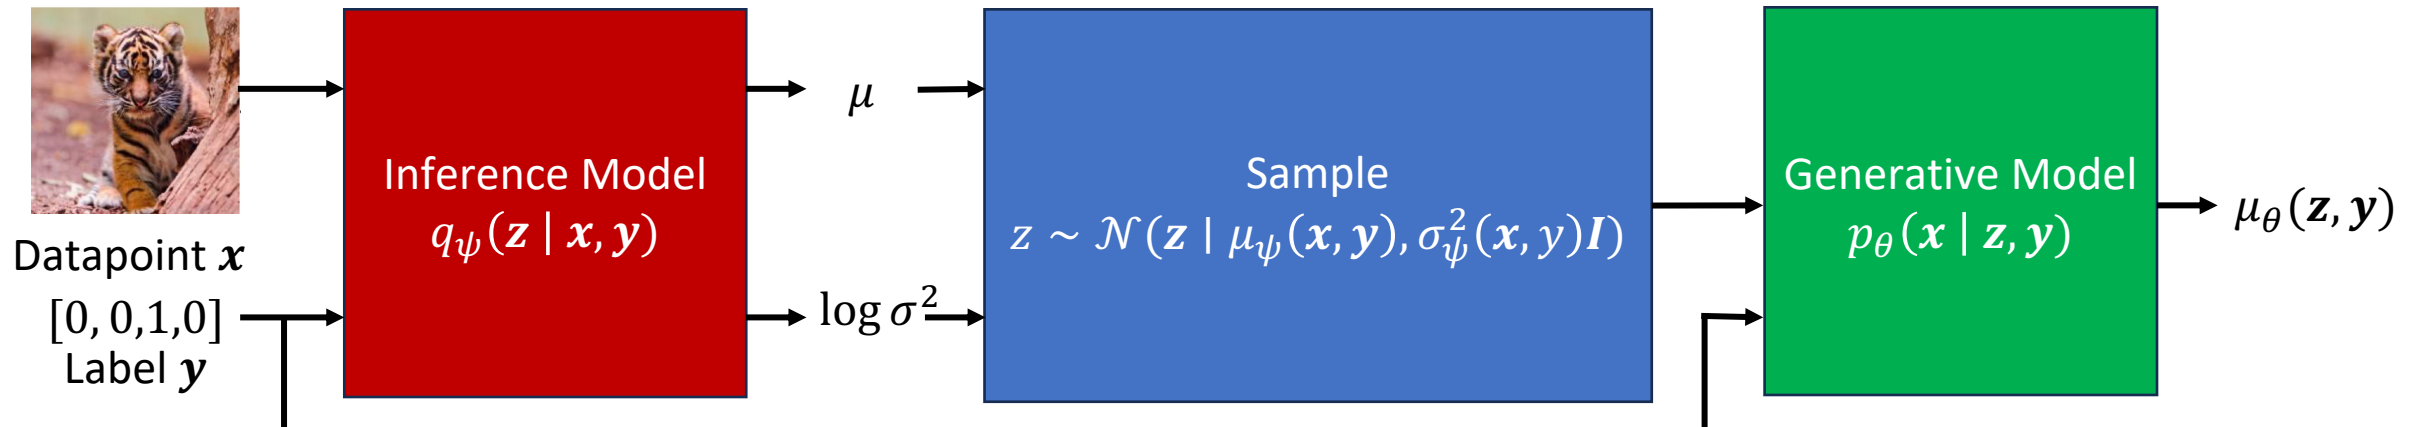 Datapoint 𝒙
[0, 0,1,0]
Label 𝒚
Inference Model
q_ψ(𝒛 | 𝒙, 𝒚)
μ
log σ²
Sample
z ~ 𝒩(𝒛 | μ_ψ(𝒙, 𝒚), σ²_ψ(𝒙, y)𝑰)
Generative Model
p_θ(𝒙 | 𝒛, 𝒚)
μ_θ(𝒛, 𝒚)